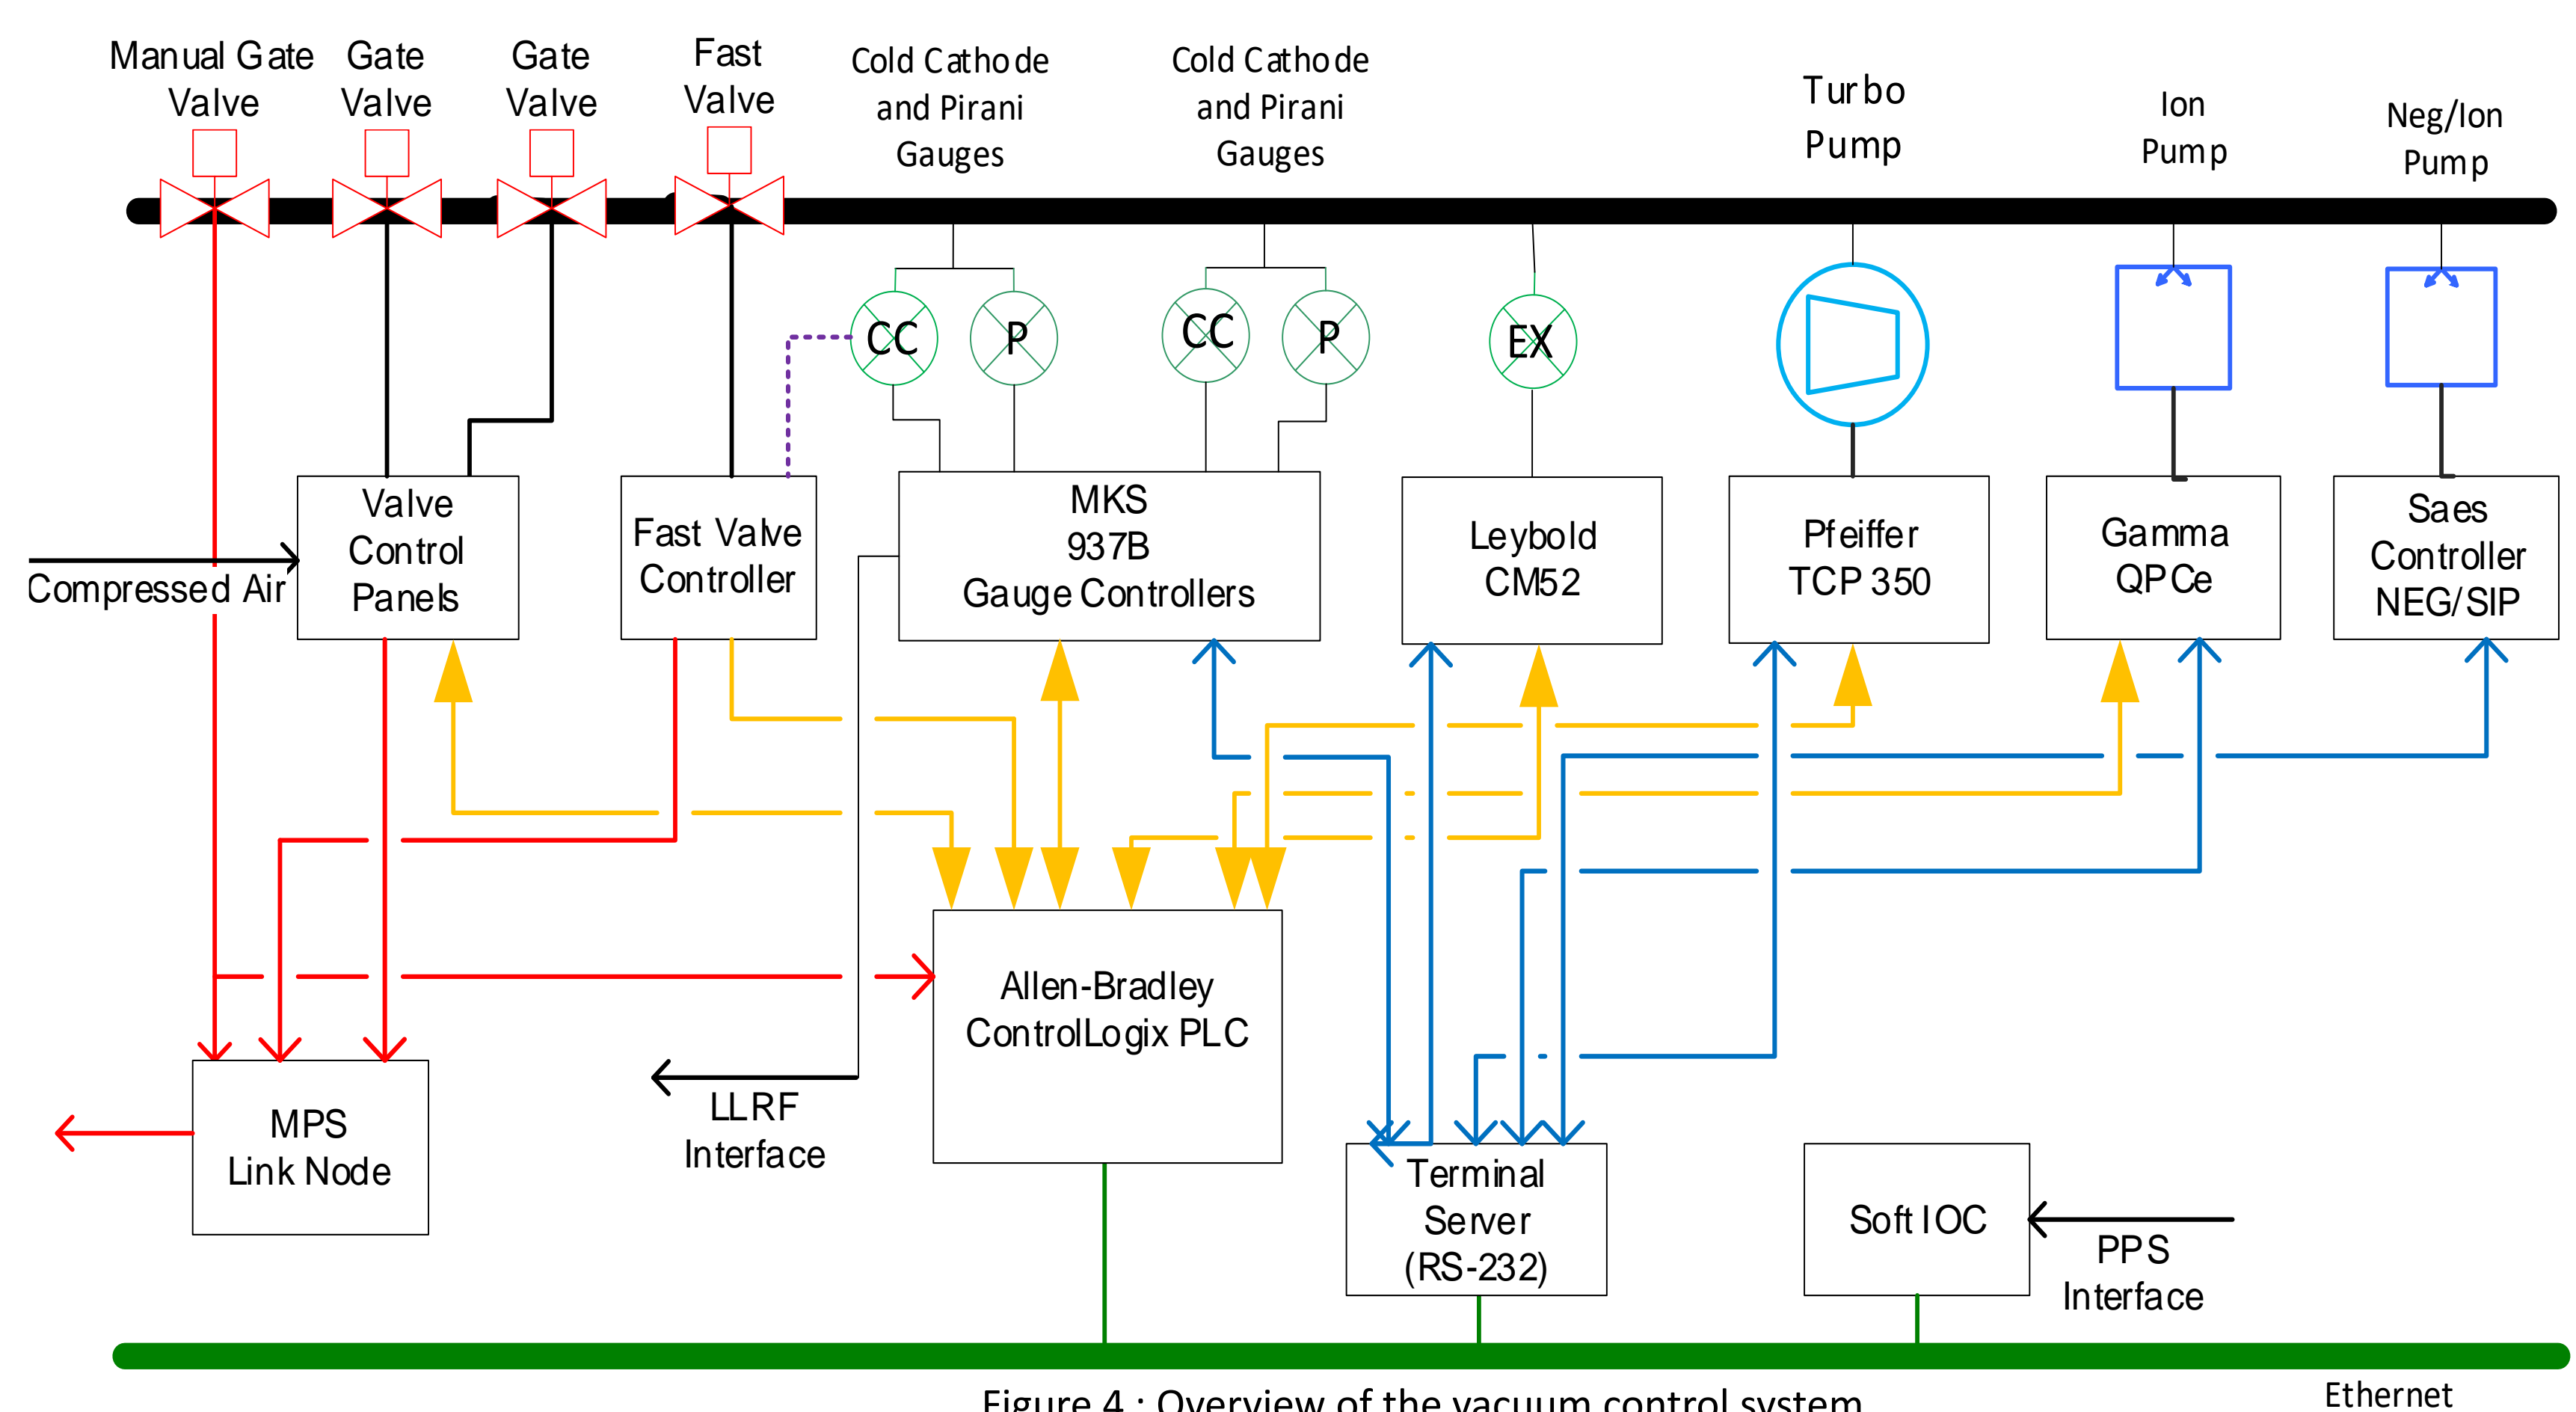 Manual Gate
Valve
Gate
Valve
Gate
Valve
Fast
Valve
Cold Cathode
and Pirani
Gauges
Cold Cathode
and Pirani
Gauges
Turbo
Pump
Ion
Pump
Neg/Ion
Pump
CC
P
CC
P
EX
Valve
Control
Panels
Compressed Air
Fast Valve
Controller
MKS
937B
Gauge Controllers
Leybold
CM52
Pfeiffer
TCP 350
Gamma
QPCe
Saes
Controller
NEG/SIP
Allen-Bradley
ControlLogix PLC
MPS
Link Node
LLRF
Interface
Terminal
Server
(RS-232)
Soft IOC
PPS
Interface
Ethernet
Figure 4 : Overview of the vacuum control system